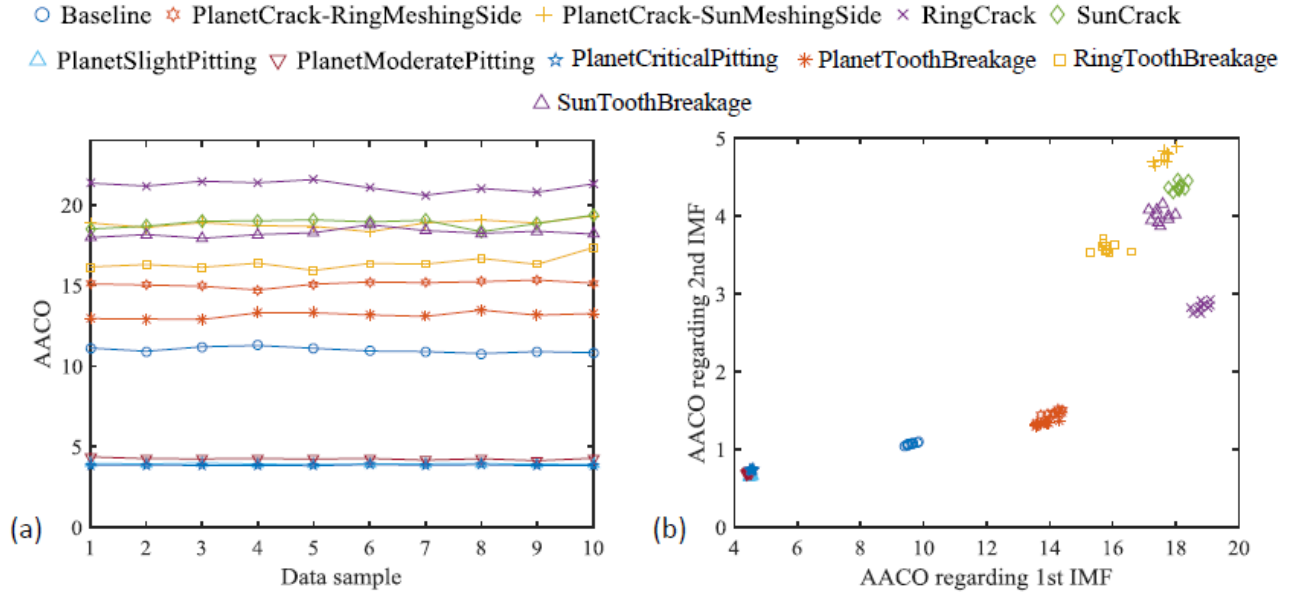 Baseline PlanetCrack-RingMeshingSide PlanetCrack-SunMeshingSide RingCrack SunCrack
PlanetSlightPitting PlanetModeratePitting PlanetCriticalPitting PlanetToothBreakage RingToothBreakage
SunToothBreakage
20
15
10
5
0
AACO
1 2 3 4 5 6 7 8 9 10
Data sample
(a)
5
4
3
2
1
0
AACO regarding 2nd IMF
4 6 8 10 12 14 16 18 20
AACO regarding 1st IMF
(b)